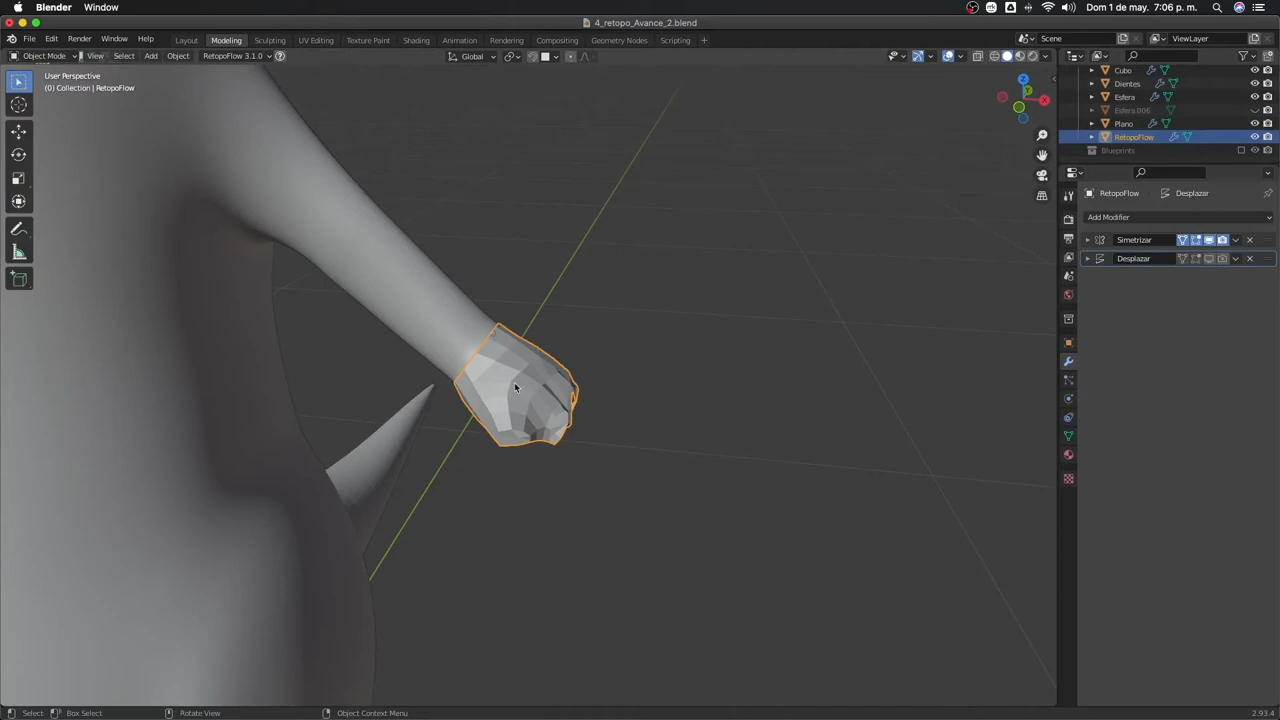 Blender Window Dom 1 de may. 7:06 p. m.
4_retopo_Avance_2.blend
File Edit Render Window Help Layout Modeling Sculpting UV Editing Texture Paint Shading Animation Rendering Compositing Geometry Nodes Scripting + Scene ViewLayer
Object Mode View Select Add Object RetopoFlow 3.1.0 Global
User Perspective
(0) Collection | RetopoFlow
Cubo
Dientes
Esfera
Esfera.006
Plano
RetopoFlow
Blueprints
RetopoFlow Desplazar
Add Modifier
Simetrizar
Desplazar
Select Box Select Rotate View Object Context Menu 2.93.4